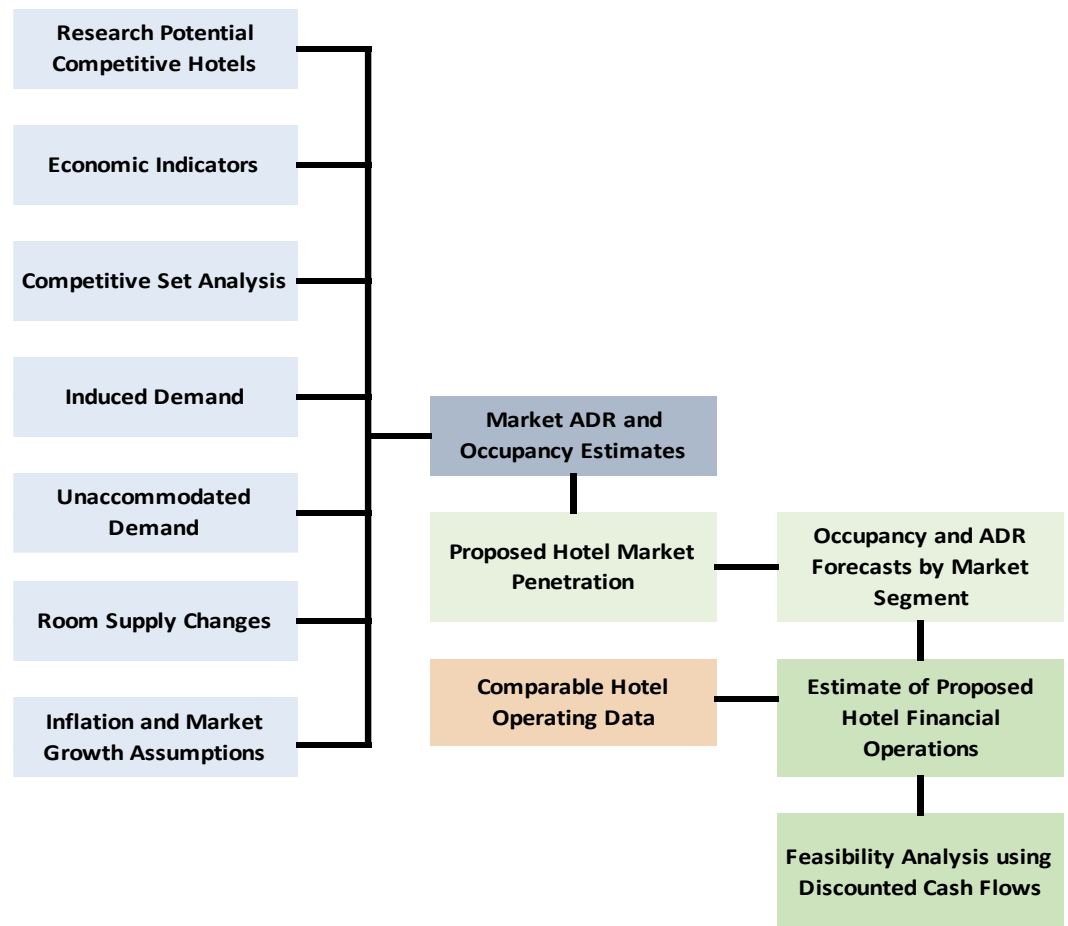 Research Potential
Competitive Hotels
Economic Indicators
Competitive Set Analysis
Induced Demand
Unaccommodated
Demand
Room Supply Changes
Inflation and Market
Growth Assumptions
Market ADR and
Occupancy Estimates
Proposed Hotel Market
Penetration
Comparable Hotel
Operating Data
Occupancy and ADR
Forecasts by Market
Segment
Estimate of Proposed
Hotel Financial
Operations
Feasibility Analysis using
Discounted Cash Flows